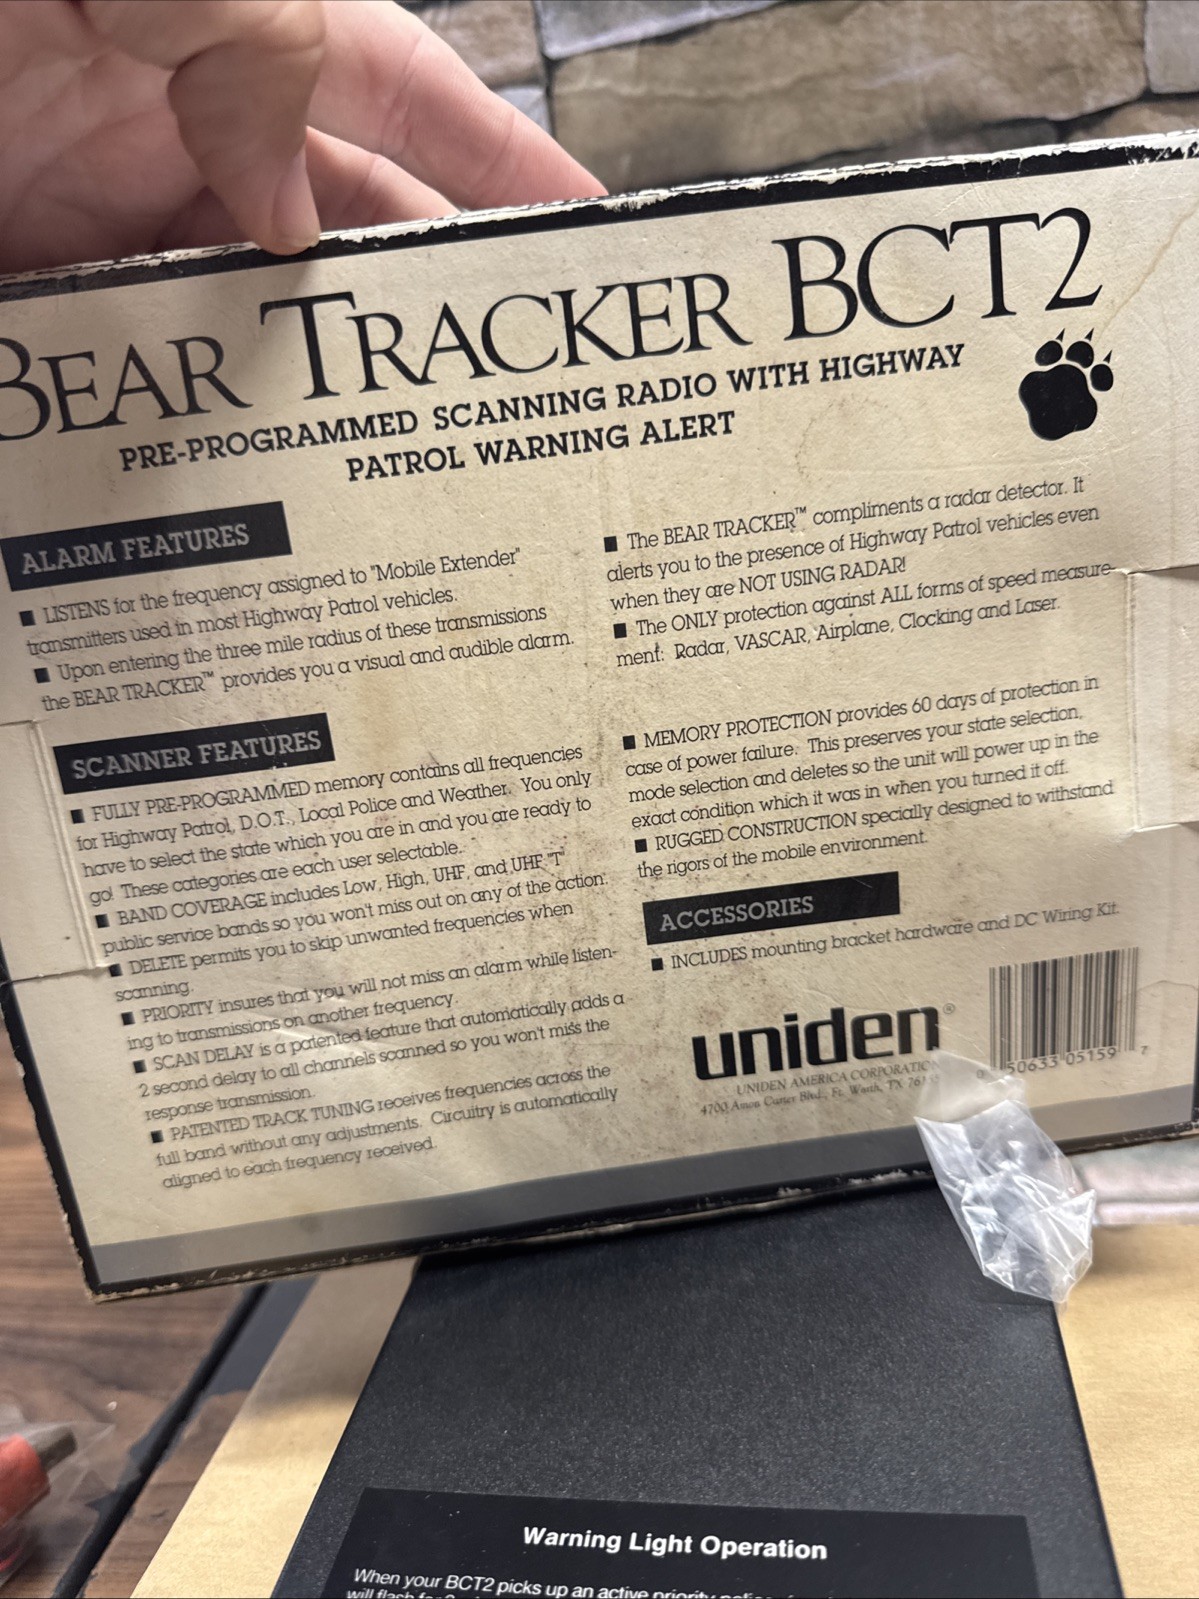 BEAR TRACKER BCT2
PRE-PROGRAMMED SCANNING RADIO WITH HIGHWAY
PATROL WARNING ALERT
ALARM FEATURES
■ LISTENS for the frequency assigned to "Mobile Extender"
transmitters used in most Highway Patrol vehicles.
■ Upon entering the three mile radius of these transmissions
the BEAR TRACKER™ provides you a visual and audible alarm.
■ The BEAR TRACKER™ compliments a radar detector. It
alerts you to the presence of Highway Patrol vehicles even
when they are NOT USING RADAR!
■ The ONLY protection against ALL forms of speed measure-
ment: Radar, VASCAR, Airplane, Clocking and Laser.
SCANNER FEATURES
■ FULLY PRE-PROGRAMMED memory contains all frequencies
for Highway Patrol, D.O.T., Local Police and Weather. You only
have to select the state which you are in and you are ready to
go! These categories are each user selectable.
■ BAND COVERAGE includes Low, High, UHF, and UHF "T"
public service bands so you won't miss out on any of the action.
■ DELETE permits you to skip unwanted frequencies when
scanning.
■ PRIORITY insures that you will not miss an alarm while listen-
ing to transmissions on another frequency.
■ SCAN DELAY is a patented feature that automatically adds a
2 second delay to all channels scanned so you won't miss the
response transmission.
■ PATENTED TRACK TUNING receives frequencies across the
full band without any adjustments. Circuitry is automatically
aligned to each frequency received.
■ MEMORY PROTECTION provides 60 days of protection in
case of power failure. This preserves your state selection,
mode selection and deletes so the unit will power up in the
exact condition which it was in when you turned it off.
■ RUGGED CONSTRUCTION specially designed to withstand
the rigors of the mobile environment.
ACCESSORIES
■ INCLUDES mounting bracket hardware and DC Wiring Kit.
uniden®
UNIDEN AMERICA CORPORATION
4700 Amon Carter Blvd., Ft. Worth, TX
0 50633 05159 7
Warning Light Operation
When your BCT2 picks up an active priority
will flash for